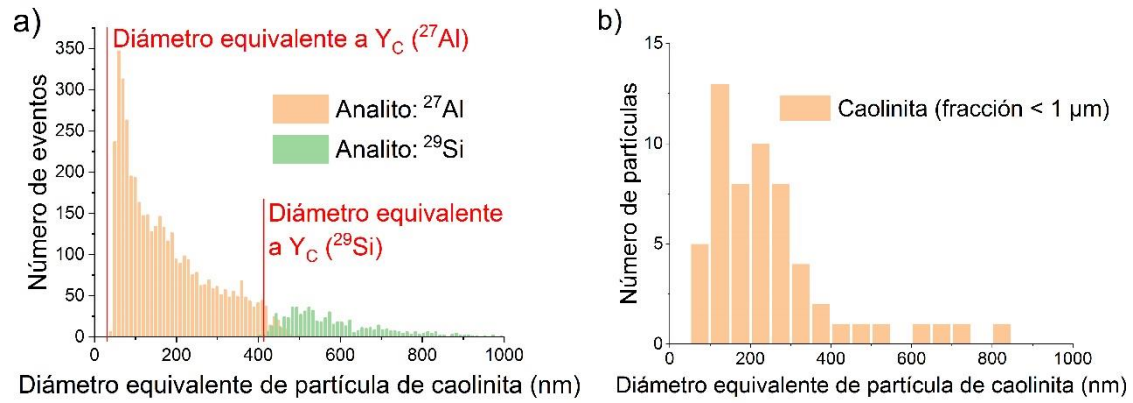 a)
Diámetro equivalente a Y_C (²⁷Al)
Analito: ²⁷Al
Analito: ²⁹Si
Diámetro equivalente
a Y_C (²⁹Si)
Número de eventos
350
300
250
200
150
100
50
0
0 200 400 600 800 1000
Diámetro equivalente de partícula de caolinita (nm)
b)
Caolinita (fracción < 1 µm)
Número de partículas
15
10
5
0
0 200 400 600 800 1000
Diámetro equivalente de partícula de caolinita (nm)